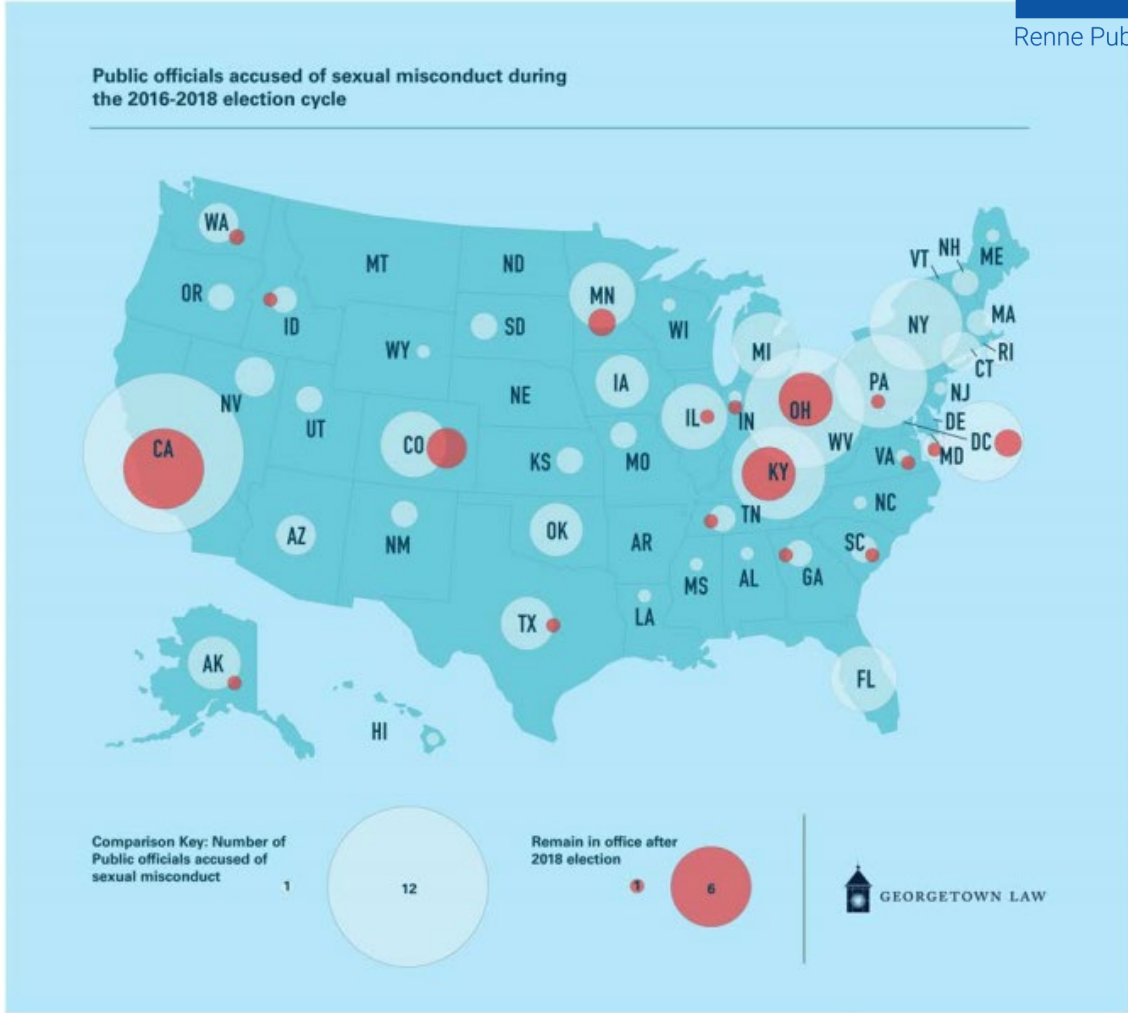 Renne Pub
Public officials accused of sexual misconduct during
the 2016-2018 election cycle
WA
MT
ND
MN
VT
NH
ME
OR
ID
SD
WI
NY
MA
WY
MI
RI
CT
IA
PA
NV
NE
NJ
UT
IL
IN
OH
DE
CA
CO
WV
DC
KS
MO
VA
MD
KY
NC
AZ
NM
OK
AR
TN
SC
MS
AL
GA
TX
LA
AK
FL
HI
Comparison Key: Number of
Public officials accused of
sexual misconduct
1
12
Remain in office after
2018 election
1
6
GEORGETOWN LAW